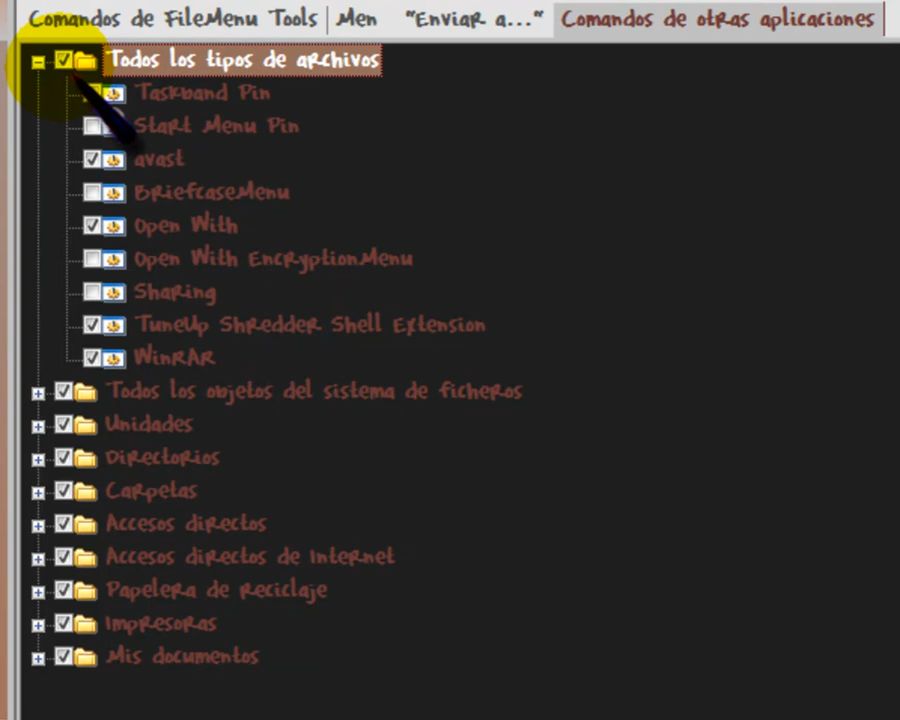 Comandos de FileMenu Tools Men "Enviar a..." Comandos de otras aplicaciones
Todos los tipos de archivos
Taskband Pin
Start Menu Pin
avast
BriefcaseMenu
Open With
Open With EncryptionMenu
Sharing
TuneUp Shredder Shell Extension
WinRAR
Todos los objetos del sistema de ficheros
Unidades
Directorios
Carpetas
Accesos directos
Accesos directos de Internet
Papelera de reciclaje
Impresoras
Mis documentos